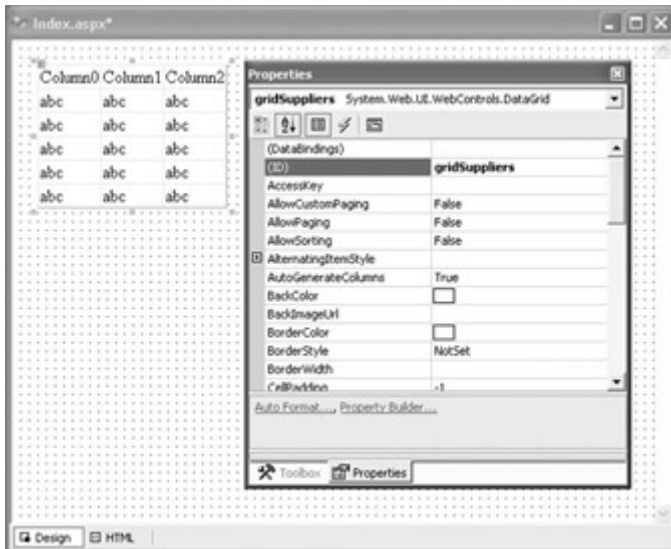 Index.aspx*
Column0 Column1 Column2
abc abc abc
abc abc abc
abc abc abc
abc abc abc
abc abc abc
Properties
gridSuppliers System.Web.UI.WebControls.DataGrid
(DataBindings)
(ID) gridSuppliers
AccessKey
AllowCustomPaging False
AllowPaging False
AllowSorting False
AlternatingItemStyle
AutoGenerateColumns True
BackColor
BackImageUrl
BorderColor
BorderStyle NotSet
BorderWidth
CellPadding -1
Auto Format..., Property Builder...
Toolbox Properties
Design HTML